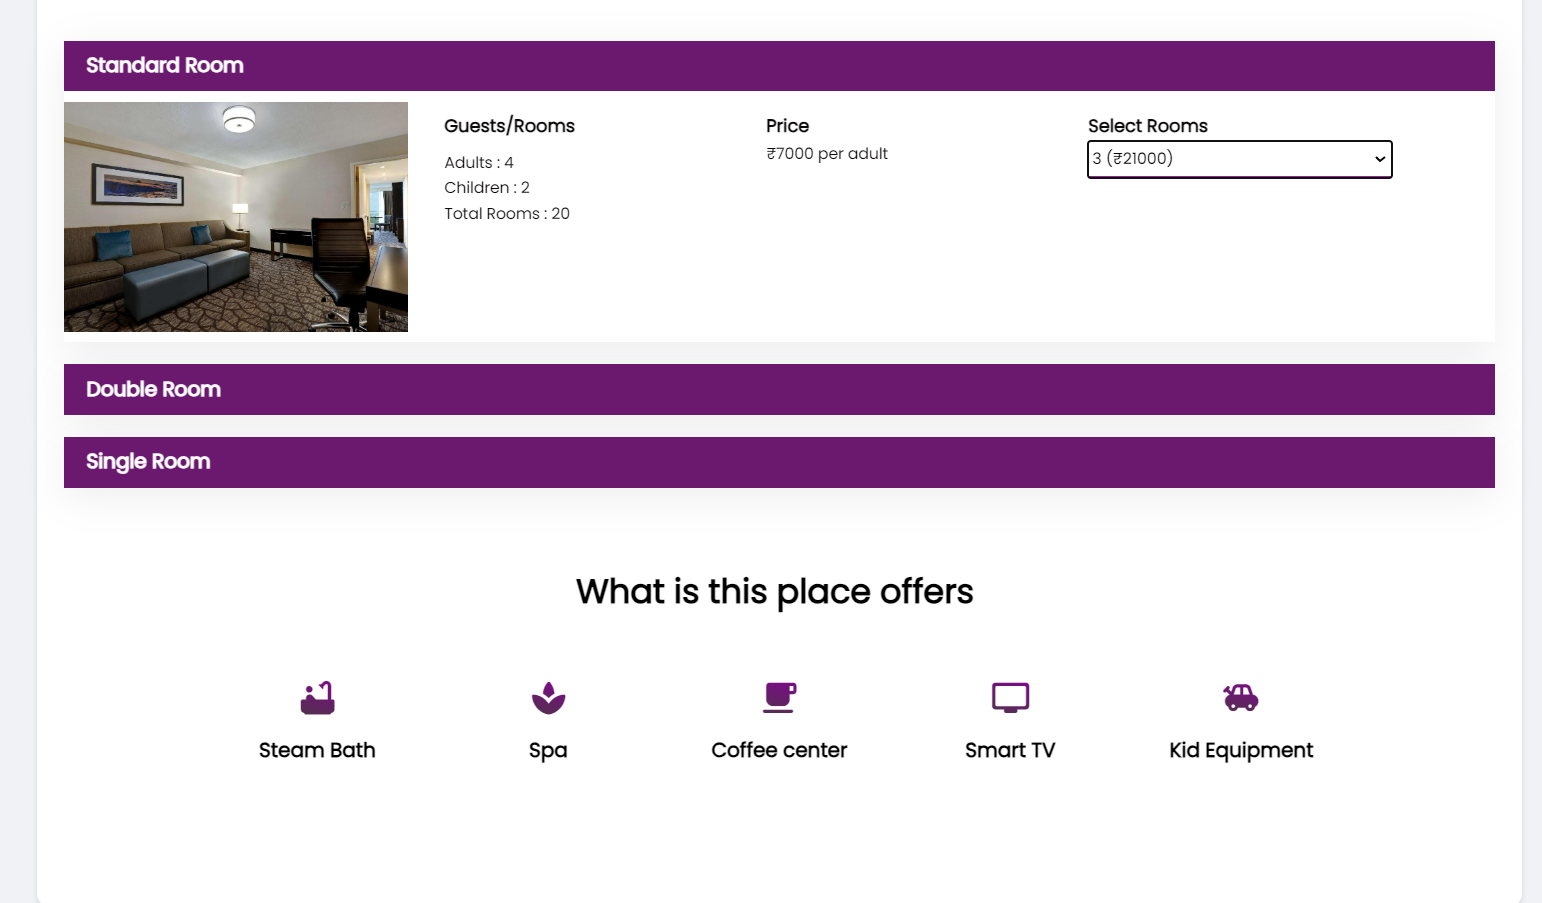 Standard Room
Guests/Rooms
Adults : 4
Children : 2
Total Rooms : 20
Price
₹7000 per adult
Select Rooms
3 (₹21000)
Double Room
Single Room
What is this place offers
Steam Bath
Spa
Coffee center
Smart TV
Kid Equipment